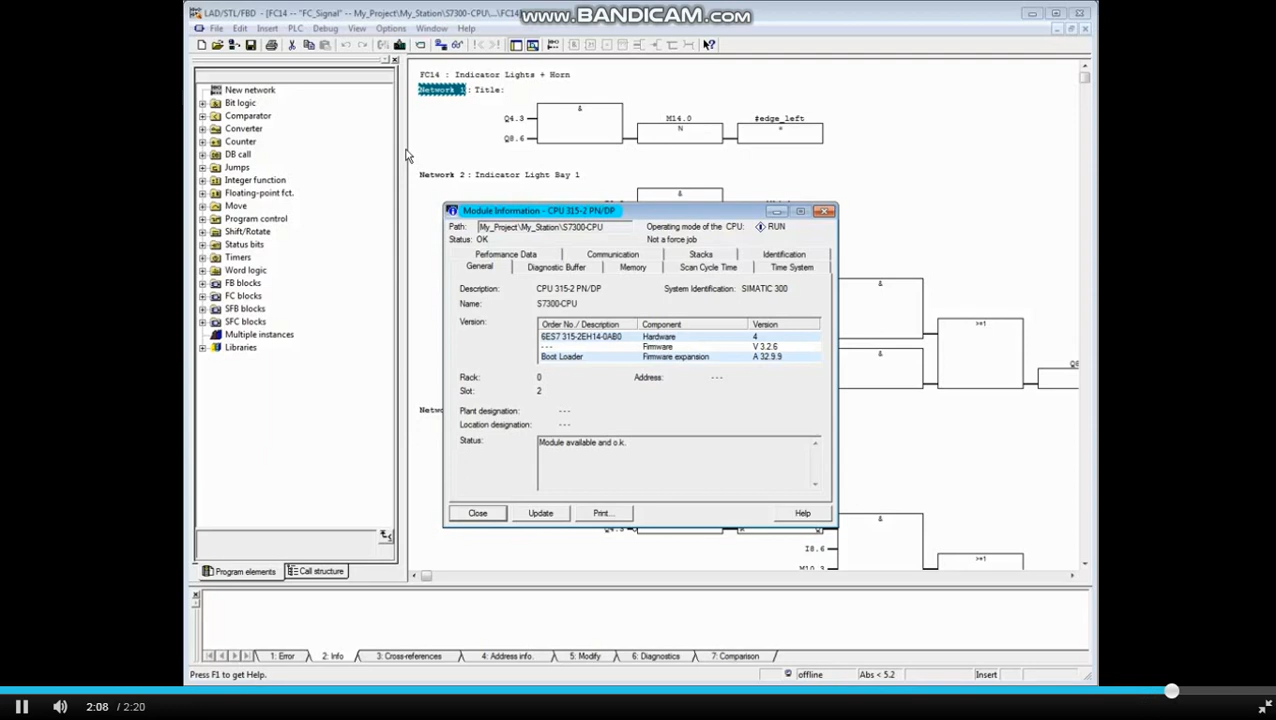 LAD/STL/FBD - [FC14 -- "FC_Signal" -- My_Project\My_Station\S7300-CPU\...\FC14]
www.BANDICAM.com
File Edit Insert PLC Debug View Options Window Help
New network
Bit logic
Comparator
Converter
Counter
DB call
Jumps
Integer function
Floating-point fct.
Move
Program control
Shift/Rotate
Status bits
Timers
Word logic
FB blocks
FC blocks
SFB blocks
SFC blocks
Multiple instances
Libraries
Program elements Call structure
FC14 : Indicator Lights + Horn
Network 1: Title:
&
Q4.3
Q8.6
M14.0
N
#edge_left
Network 2 : Indicator Light Bay 1
&
Module Information - CPU 315-2 PN/DP
Path: My_Project\My_Station\S7300-CPU Operating mode of the CPU: RUN
Status: OK Not a force job
Performance Data Communication Stacks Identification
General Diagnostic Buffer Memory Scan Cycle Time Time System
Description: CPU 315-2 PN/DP System Identification: SIMATIC 300
Name: S7300-CPU
Version: Order No./ Description Component Version
6ES7 315-2EH14-0AB0 Hardware 4
--- Firmware V 3.2.6
Boot Loader Firmware expansion A 32.9.9
Rack: 0 Address: ---
Slot: 2
Plant designation: ---
Location designation: ---
Status: Module available and o.k.
Close Update Print... Help
&
>=1
&
Q8
Netwo
Q4.3 R Q
&
I8.6
M10.3
>=1
1: Error 2: Info 3: Cross-references 4: Address info. 5: Modify 6: Diagnostics 7: Comparison
Press F1 to get Help. offline Abs < 5.2 Insert
2:08 / 2:20